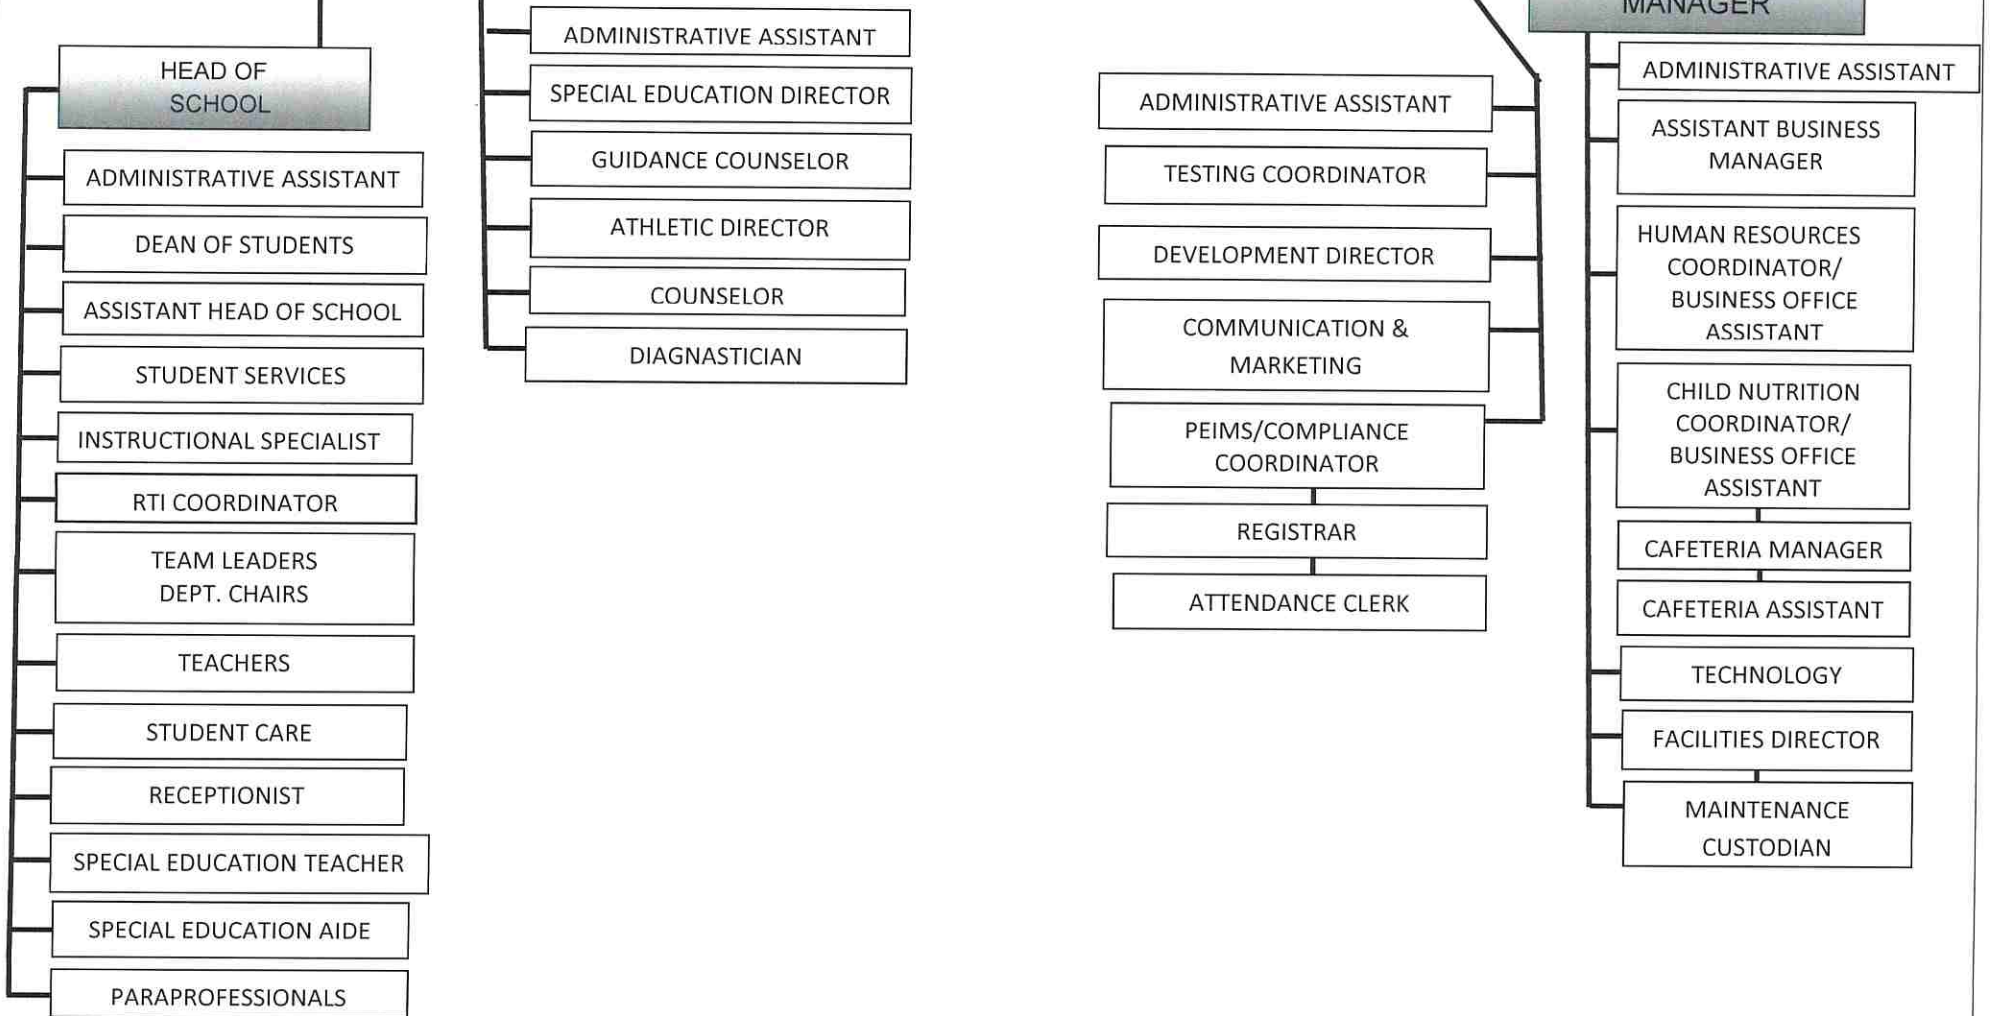 HEAD OF
SCHOOL
ADMINISTRATIVE ASSISTANT
DEAN OF STUDENTS
ASSISTANT HEAD OF SCHOOL
STUDENT SERVICES
INSTRUCTIONAL SPECIALIST
RTI COORDINATOR
TEAM LEADERS
DEPT. CHAIRS
TEACHERS
STUDENT CARE
RECEPTIONIST
SPECIAL EDUCATION TEACHER
SPECIAL EDUCATION AIDE
PARAPROFESSIONALS
ADMINISTRATIVE ASSISTANT
SPECIAL EDUCATION DIRECTOR
GUIDANCE COUNSELOR
ATHLETIC DIRECTOR
COUNSELOR
DIAGNASTICIAN
ADMINISTRATIVE ASSISTANT
TESTING COORDINATOR
DEVELOPMENT DIRECTOR
COMMUNICATION &
MARKETING
PEIMS/COMPLIANCE
COORDINATOR
REGISTRAR
ATTENDANCE CLERK
MANAGER
ADMINISTRATIVE ASSISTANT
ASSISTANT BUSINESS
MANAGER
HUMAN RESOURCES
COORDINATOR/
BUSINESS OFFICE
ASSISTANT
CHILD NUTRITION
COORDINATOR/
BUSINESS OFFICE
ASSISTANT
CAFETERIA MANAGER
CAFETERIA ASSISTANT
TECHNOLOGY
FACILITIES DIRECTOR
MAINTENANCE
CUSTODIAN